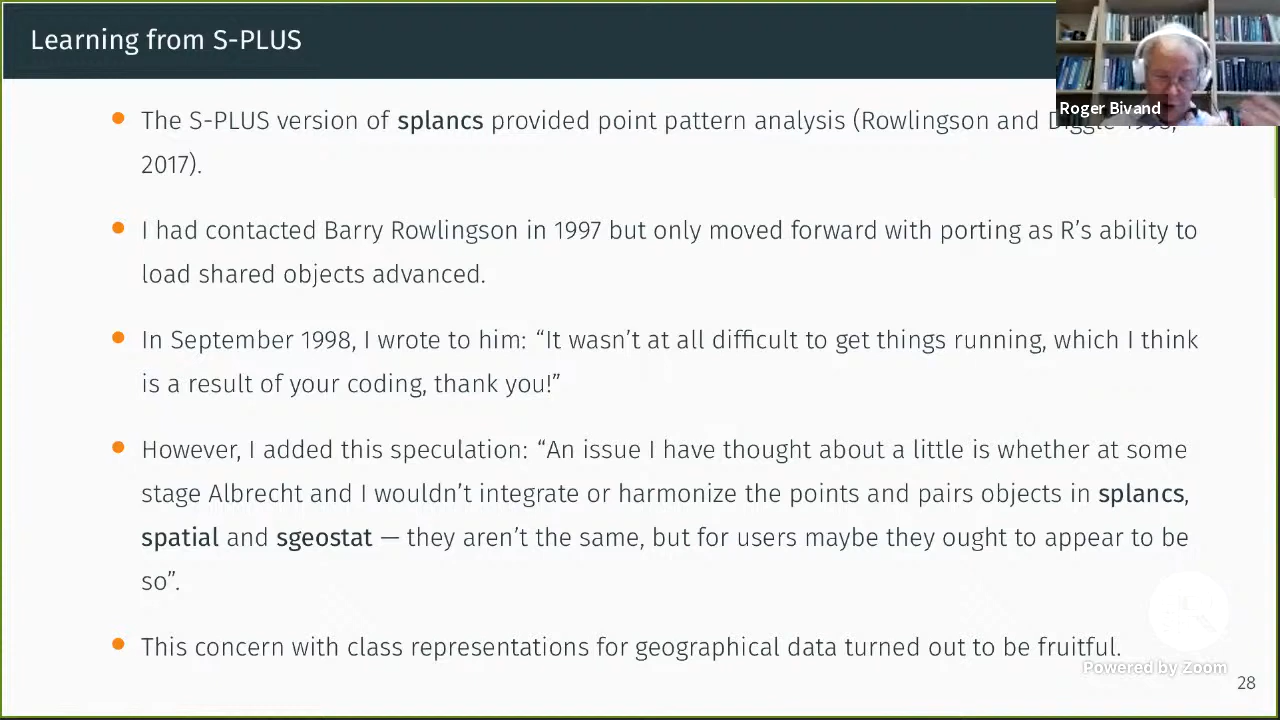 Learning from S-PLUS
Roger Bivand
The S-PLUS version of splancs provided point pattern analysis (Rowlingson and
2017).
I had contacted Barry Rowlingson in 1997 but only moved forward with porting as R’s ability to
load shared objects advanced.
In September 1998, I wrote to him: “It wasn’t at all difficult to get things running, which I think
is a result of your coding, thank you!”
However, I added this speculation: “An issue I have thought about a little is whether at some
stage Albrecht and I wouldn’t integrate or harmonize the points and pairs objects in splancs,
spatial and sgeostat — they aren’t the same, but for users maybe they ought to appear to be
so”.
This concern with class representations for geographical data turned out to be fruitful.
Powered by Zoom
28